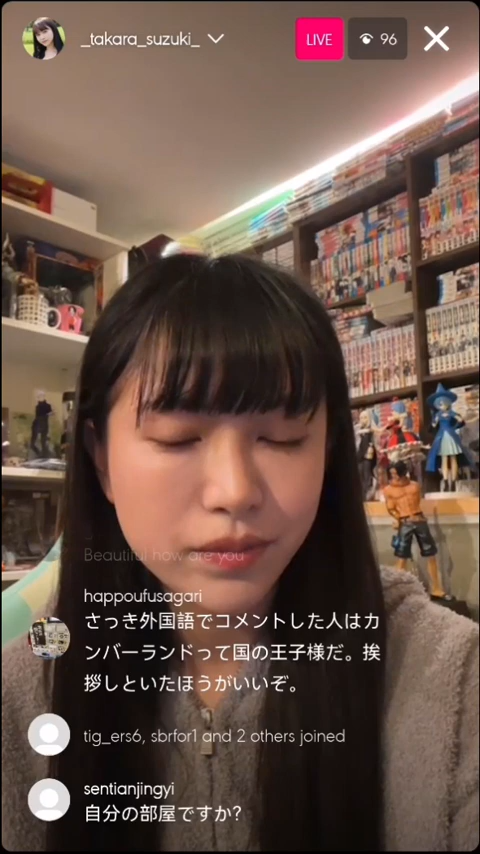 _takara_suzuki_
LIVE
96
Beautiful how are you
happoufusagari
さっき外国語でコメントした人はカ
ンバーランドって国の王子様だ。挨
拶しといたほうがいいぞ。
tig_ers6, sbrfor1 and 2 others joined
sentianjingyi
自分の部屋ですか?